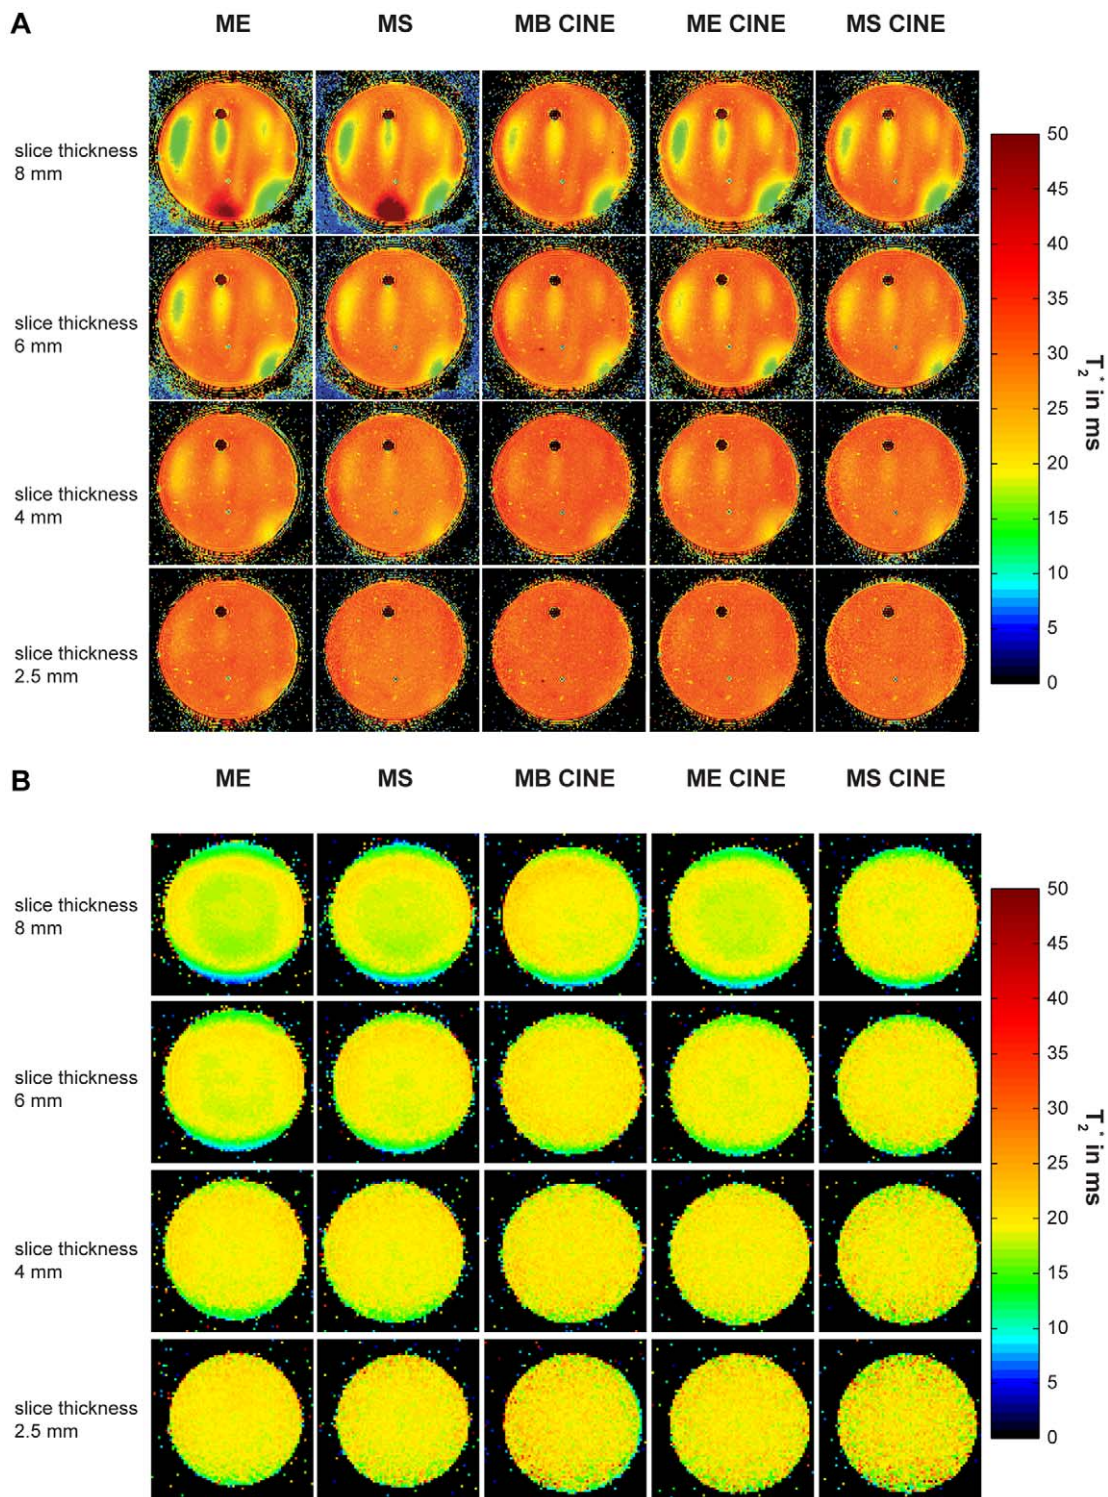 A
ME MS MB CINE ME CINE MS CINE
slice thickness
8 mm
slice thickness
6 mm
slice thickness
4 mm
slice thickness
2.5 mm
50
45
40
35
30
25
20
15
10
5
0
T2* in ms
B
ME MS MB CINE ME CINE MS CINE
slice thickness
8 mm
slice thickness
6 mm
slice thickness
4 mm
slice thickness
2.5 mm
50
45
40
35
30
25
20
15
10
5
0
T2* in ms